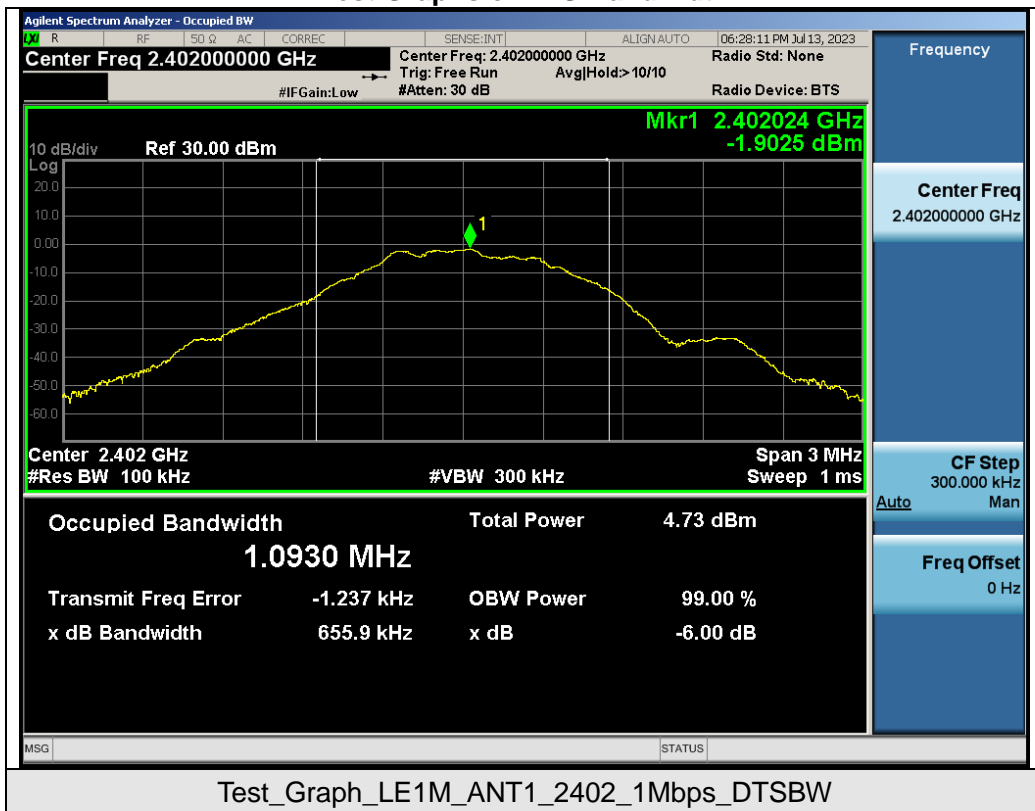 Agilent Spectrum Analyzer - Occupied BW
LXI R RF 50 Ω AC CORREC SENSE:INT ALIGN AUTO 06:28:11 PM Jul 13, 2023
Center Freq 2.402000000 GHz
Center Freq: 2.402000000 GHz
Radio Std: None
Trig: Free Run Avg|Hold:> 10/10
#IFGain:Low
#Atten: 30 dB
Radio Device: BTS
Mkr1 2.402024 GHz
-1.9025 dBm
10 dB/div Ref 30.00 dBm
Log
20.0
10.0
0.00
-10.0
-20.0
-30.0
-40.0
-50.0
-60.0
1
Center 2.402 GHz Span 3 MHz
#Res BW 100 kHz #VBW 300 kHz Sweep 1 ms
Occupied Bandwidth Total Power 4.73 dBm
1.0930 MHz
Transmit Freq Error -1.237 kHz OBW Power 99.00 %
x dB Bandwidth 655.9 kHz x dB -6.00 dB
Frequency
Center Freq
2.402000000 GHz
CF Step
300.000 kHz
Auto Man
Freq Offset
0 Hz
MSG STATUS
Test_Graph_LE1M_ANT1_2402_1Mbps_DTSBW